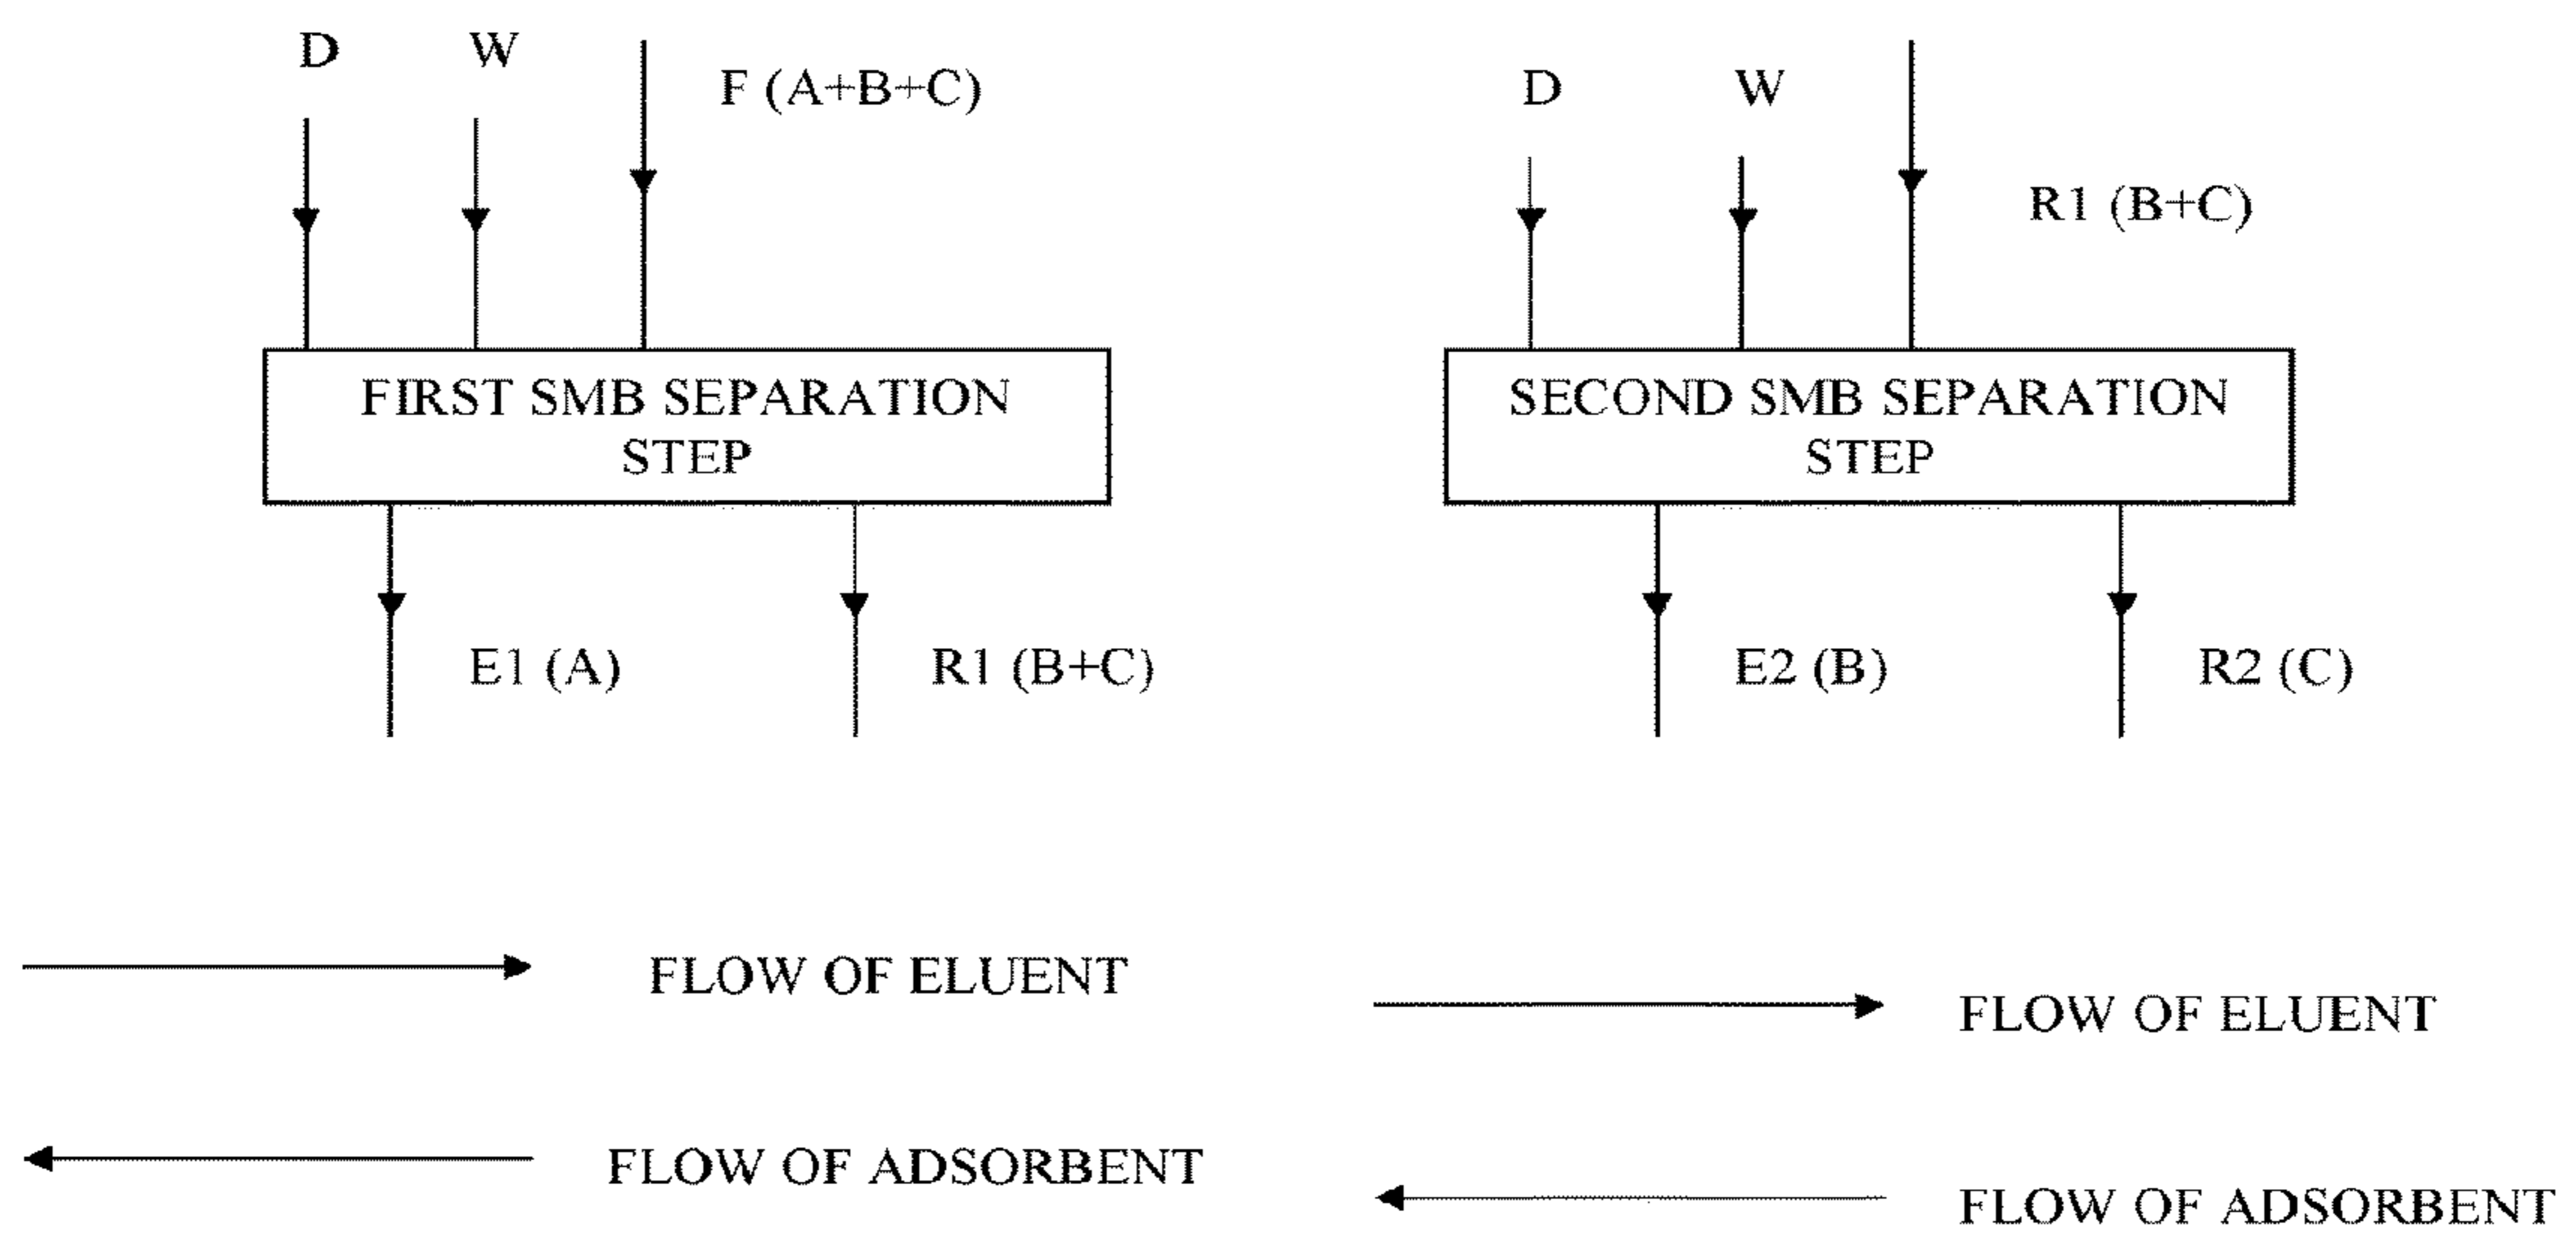 D
W
F (A+B+C)
FIRST SMB SEPARATION
STEP
E1 (A)
R1 (B+C)
FLOW OF ELUENT
FLOW OF ADSORBENT
D
W
R1 (B+C)
SECOND SMB SEPARATION
STEP
E2 (B)
R2 (C)
FLOW OF ELUENT
FLOW OF ADSORBENT